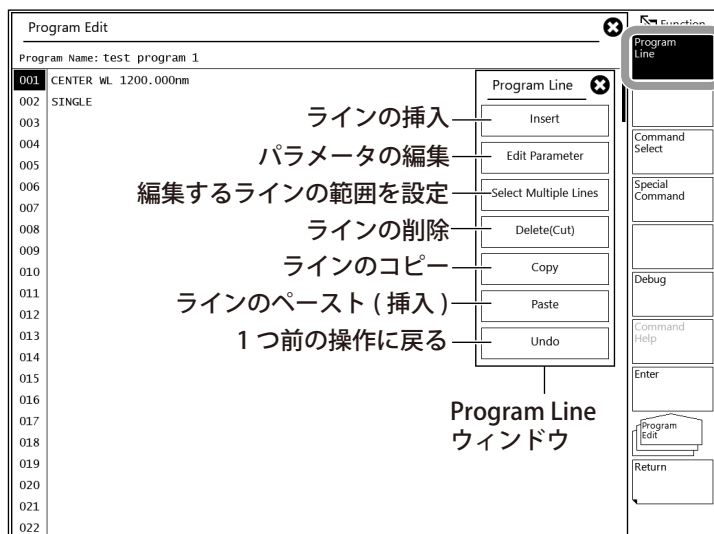 Program Edit
Program Name: test program 1
001 CENTER WL 1200.000nm
002 SINGLE
003
004
005
006
007
008
009
010
011
012
013
014
015
016
017
018
019
020
021
022
Program Line
ラインの挿入 Insert
パラメータの編集 Edit Parameter
編集するラインの範囲を設定 Select Multiple Lines
ラインの削除 Delete(Cut)
ラインのコピー Copy
ラインのペースト ( 挿入 ) Paste
1 つ前の操作に戻る Undo
Program Line
ウィンドウ
Function
Program
Line
Command
Select
Special
Command
Debug
Command
Help
Enter
Program
Edit
Return